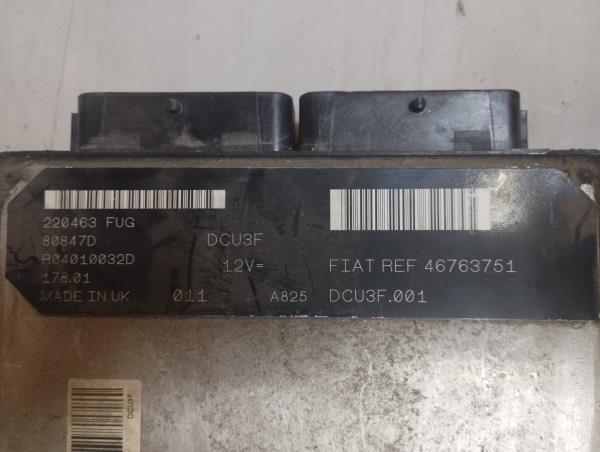 220463 FUG
80847D DCU3F
R04010032D 12V= FIAT REF 46763751
178.01
MADE IN UK 011 A825 DCU3F.001
DCU3F